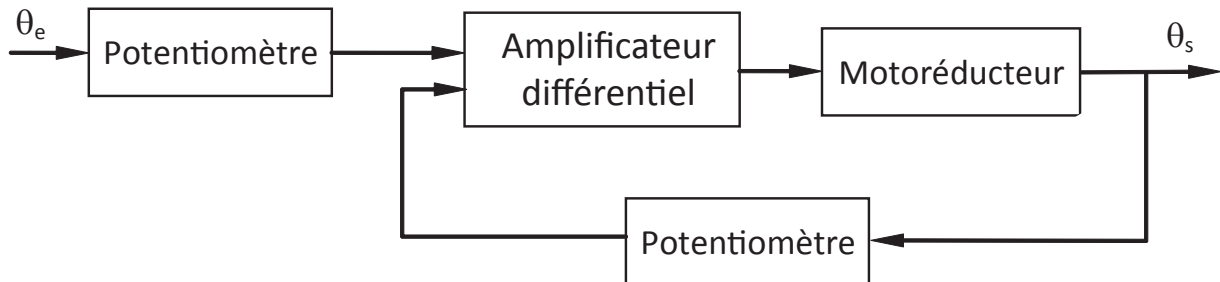 θe
Potentiomètre
Amplificateur
différentiel
Motoréducteur
θs
Potentiomètre